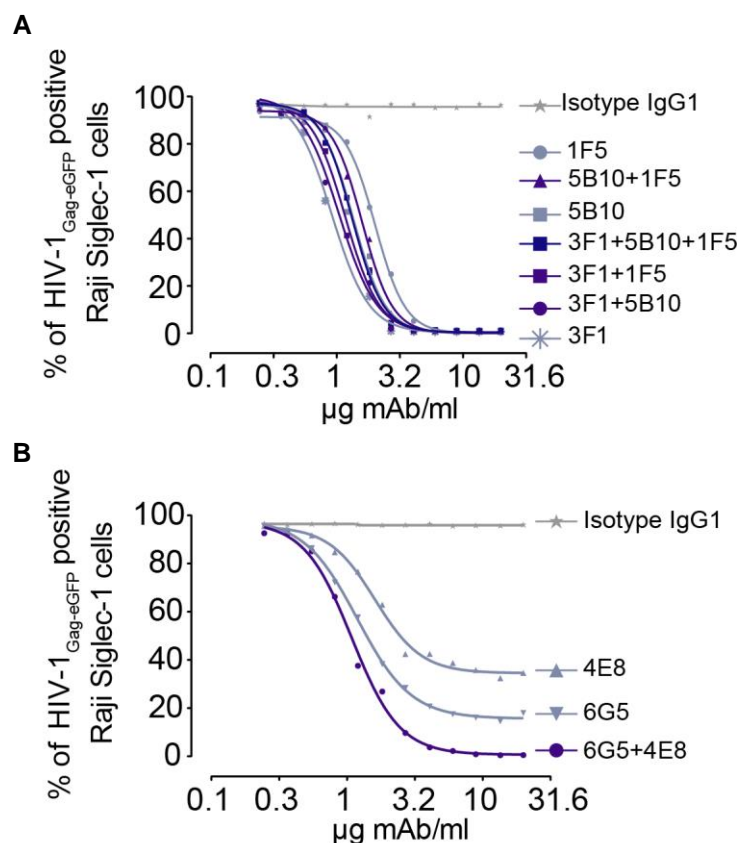 A
% of HIV-1Gag-eGFP positive
Raji Siglec-1 cells
100
80
60
40
20
0
0.1 0.3 1 3.2 10 31.6
µg mAb/ml
Isotype IgG1
1F5
5B10+1F5
5B10
3F1+5B10+1F5
3F1+1F5
3F1+5B10
3F1
B
% of HIV-1Gag-eGFP positive
Raji Siglec-1 cells
100
80
60
40
20
0
0.1 0.3 1 3.2 10 31.6
µg mAb/ml
Isotype IgG1
4E8
6G5
6G5+4E8